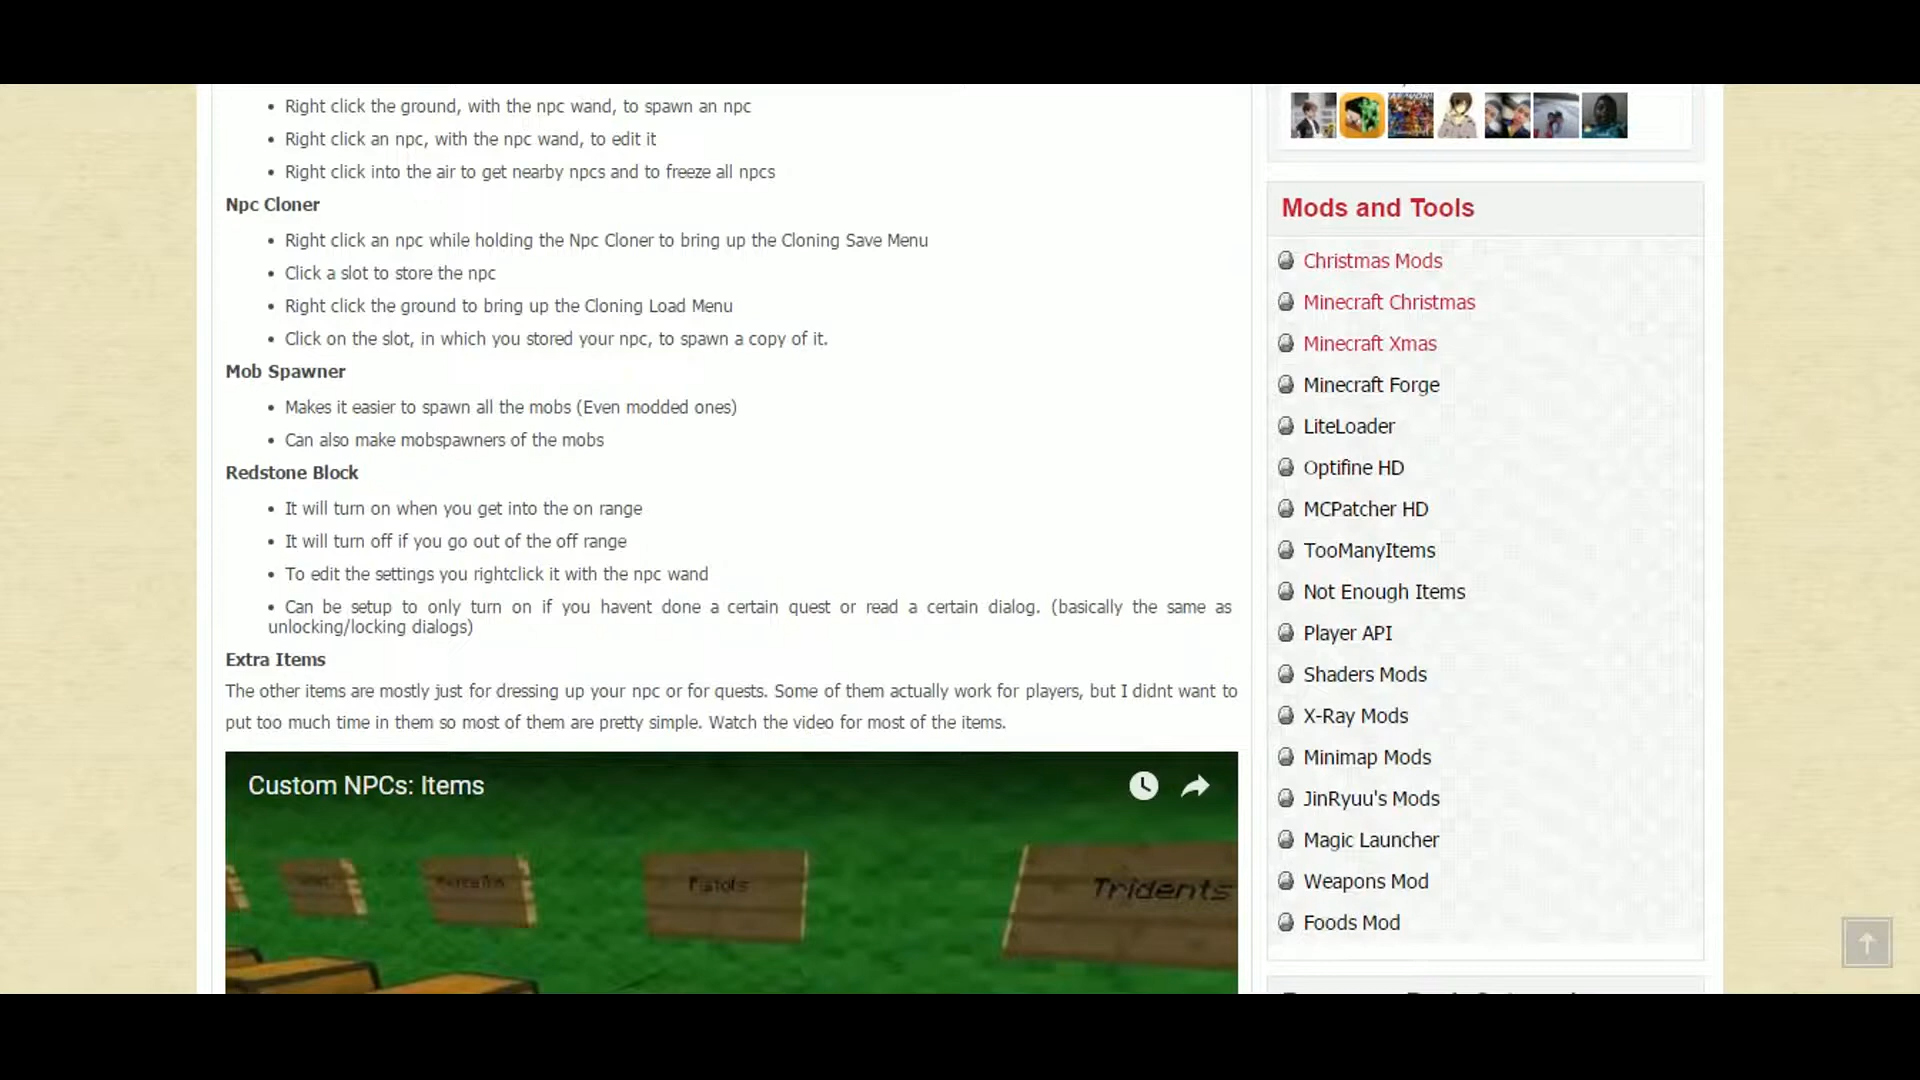 • Right click the ground, with the npc wand, to spawn an npc
• Right click an npc, with the npc wand, to edit it
• Right click into the air to get nearby npcs and to freeze all npcs
Npc Cloner
• Right click an npc while holding the Npc Cloner to bring up the Cloning Save Menu
• Click a slot to store the npc
• Right click the ground to bring up the Cloning Load Menu
• Click on the slot, in which you stored your npc, to spawn a copy of it.
Mob Spawner
• Makes it easier to spawn all the mobs (Even modded ones)
• Can also make mobspawners of the mobs
Redstone Block
• It will turn on when you get into the on range
• It will turn off if you go out of the off range
• To edit the settings you rightclick it with the npc wand
• Can be setup to only turn on if you havent done a certain quest or read a certain dialog. (basically the same as
unlocking/locking dialogs)
Extra Items
The other items are mostly just for dressing up your npc or for quests. Some of them actually work for players, but I didnt want to
put too much time in them so most of them are pretty simple. Watch the video for most of the items.
Custom NPCs: Items
Pistols
Tridents
Mods and Tools
Christmas Mods
Minecraft Christmas
Minecraft Xmas
Minecraft Forge
LiteLoader
Optifine HD
MCPatcher HD
TooManyItems
Not Enough Items
Player API
Shaders Mods
X-Ray Mods
Minimap Mods
JinRyuu's Mods
Magic Launcher
Weapons Mod
Foods Mod